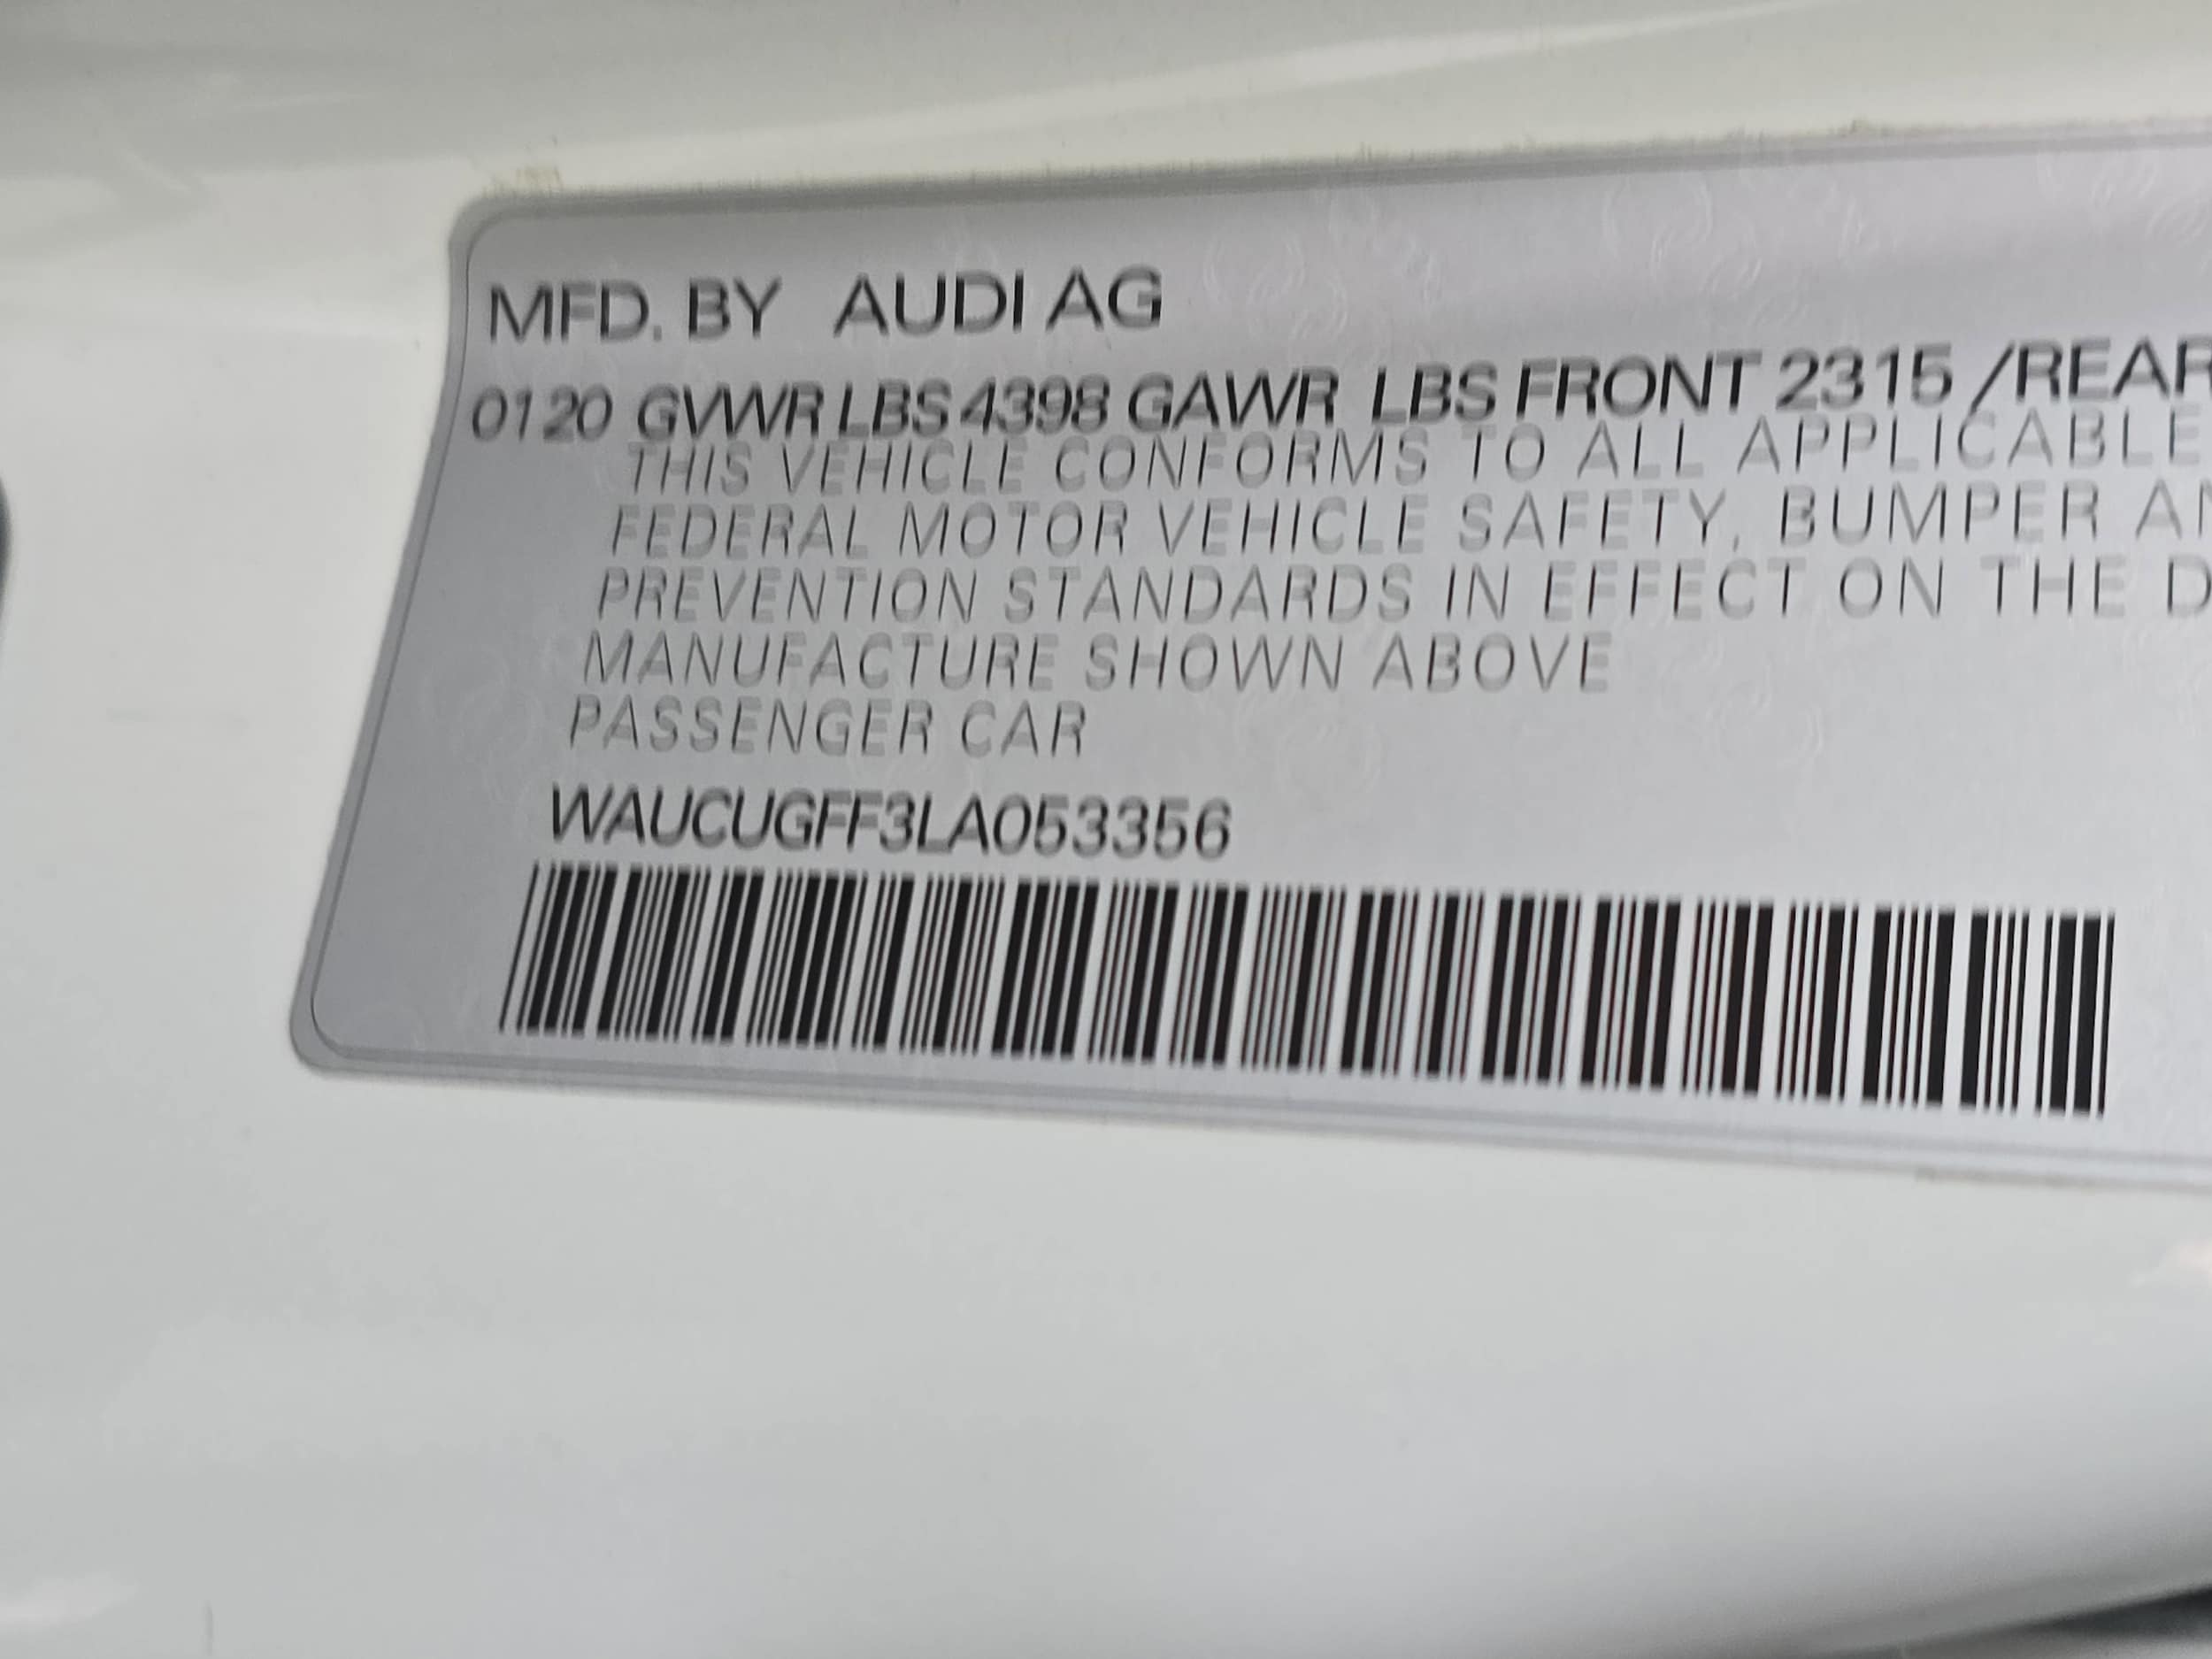 MFD. BY AUDI AG
0120 GVWR LBS 4398 GAWR LBS FRONT 2315 /REAR
THIS VEHICLE CONFORMS TO ALL APPLICABLE
FEDERAL MOTOR VEHICLE SAFETY, BUMPER AN
PREVENTION STANDARDS IN EFFECT ON THE D
MANUFACTURE SHOWN ABOVE
PASSENGER CAR
WAUCUGFF3LA053356